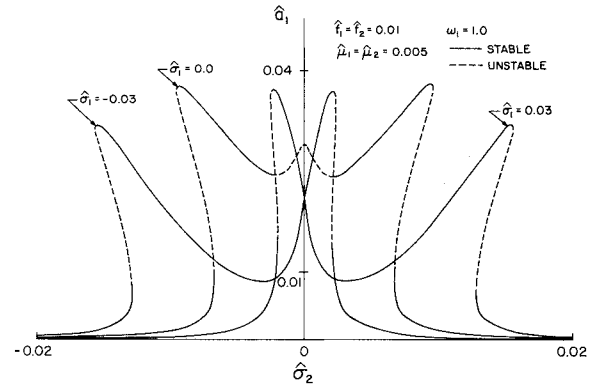 â₁
f̂₁ = f̂₂ = 0.01
ω₁ = 1.0
μ̂₁ = μ̂₂ = 0.005
STABLE
UNSTABLE
0.04
σ̂₁ = 0.0
σ̂₁ = -0.03
σ̂₁ = 0.03
0.01
-0.02
0
0.02
σ̂₂